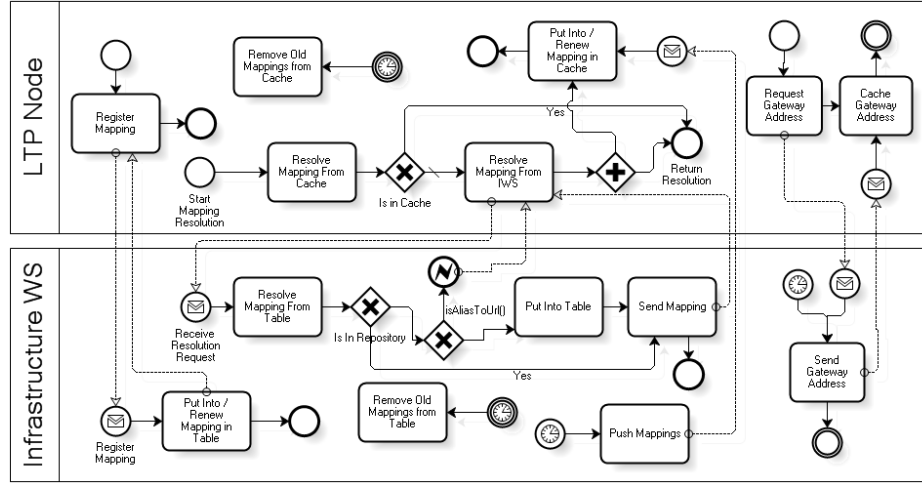 LTP Node
Remove Old
Mappings from
Cache
Put Into /
Renew
Mapping in
Cache
Request
Gateway
Address
Cache
Gateway
Address
Register
Mapping
Yes
Resolve
Mapping From
Cache
Is in Cache
Resolve
Mapping From
IWS
Return
Resolution
Start
Mapping
Resolution
Infrastructure WS
Receive
Resolution
Request
Resolve
Mapping From
Table
Is In Repository
isAliasToUrl()
Put Into Table
Send Mapping
Yes
Send
Gateway
Address
Register
Mapping
Put Into /
Renew
Mapping in
Table
Remove Old
Mappings from
Table
Push Mappings